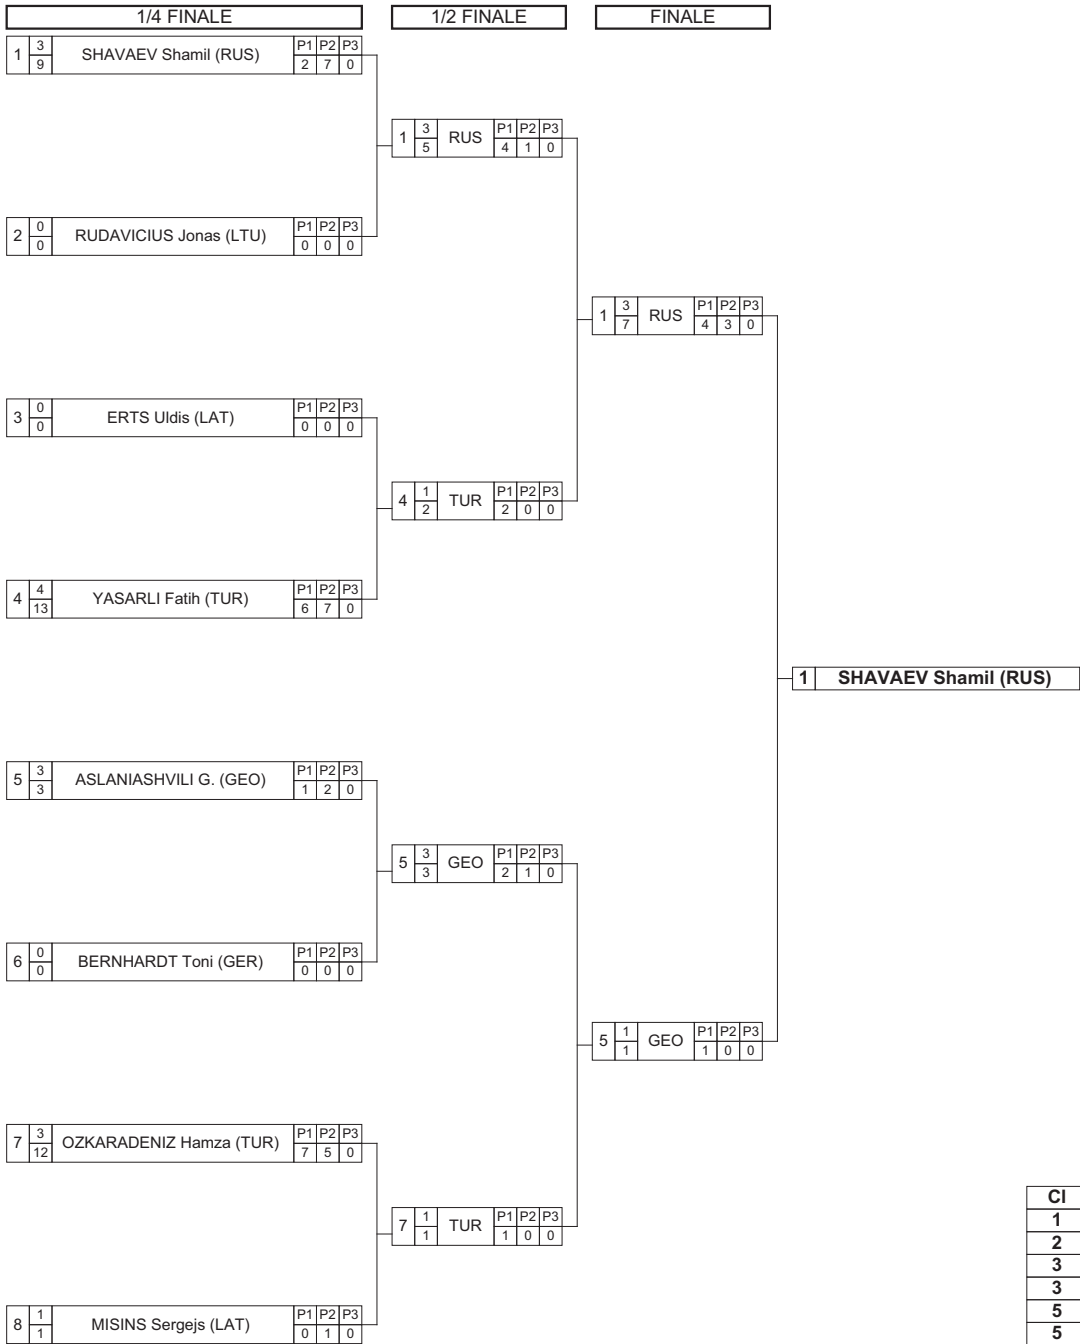 1/4 FINALE 1/2 FINALE FINALE
1 3 9 SHAVAEV Shamil (RUS) P1 P2 P3 2 7 0
1 3 5 RUS P1 P2 P3 4 1 0
2 0 0 RUDAVICIUS Jonas (LTU) P1 P2 P3 0 0 0
1 3 7 RUS P1 P2 P3 4 3 0
3 0 0 ERTS Uldis (LAT) P1 P2 P3 0 0 0
4 1 2 TUR P1 P2 P3 2 0 0
4 4 13 YASARLI Fatih (TUR) P1 P2 P3 6 7 0
1 SHAVAEV Shamil (RUS)
5 3 3 ASLANIASHVILI G. (GEO) P1 P2 P3 1 2 0
5 3 3 GEO P1 P2 P3 2 1 0
6 0 0 BERNHARDT Toni (GER) P1 P2 P3 0 0 0
5 1 1 GEO P1 P2 P3 1 0 0
7 3 12 OZKARADENIZ Hamza (TUR) P1 P2 P3 7 5 0
7 1 1 TUR P1 P2 P3 1 0 0
8 1 1 MISINS Sergejs (LAT) P1 P2 P3 0 1 0
Cl
1
2
3
3
5
5